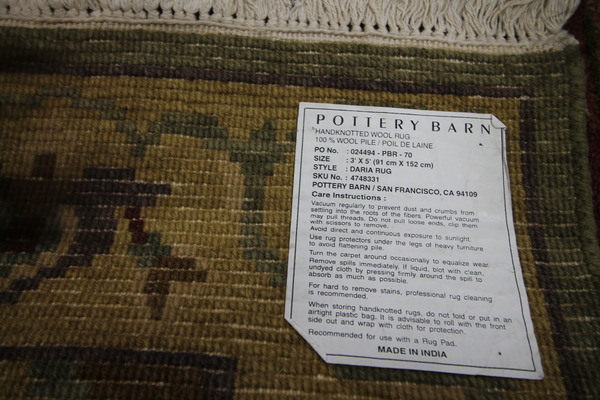 POTTERY BARN
HANDKNOTTED WOOL RUG
100 % WOOL PILE / POIL DE LAINE
PO No. : 024494 - PBR - 70
SIZE : 3' X 5' (91 cm X 152 cm)
STYLE : DARIA RUG
SKU No. : 4748331
POTTERY BARN / SAN FRANCISCO, CA 94109
Care Instructions :
Vacuum regularly to prevent dust and crumbs from
settling into the roots of the fibers. Powerful vacuum
may pull threads. Do not pull loose ends, clip them
with scissors to remove.
Avoid direct and continuous exposure to sunlight.
Use rug protectors under the legs of heavy furniture
to avoid flattening pile.
Turn the carpet around occasionally to equalize wear.
Remove spills immediately. If liquid, blot with clean,
undyed cloth by pressing firmly around the spill to
absorb as much as possible.
For hard to remove stains, professional rug cleaning
is recommended.
When storing handknotted rugs, do not fold or put in an
airtight plastic bag. It is advisable to roll with the front
side out and wrap with cloth for protection.
Recommended for use with a Rug Pad.
MADE IN INDIA